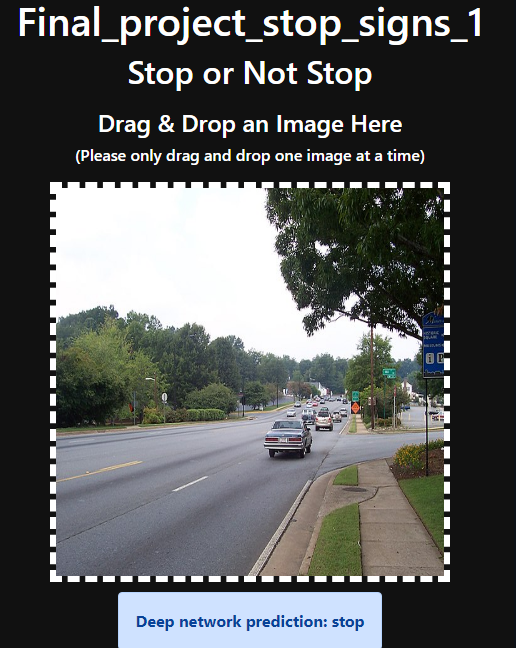 Final_project_stop_signs_1
Stop or Not Stop
Drag & Drop an Image Here
(Please only drag and drop one image at a time)
Deep network prediction: stop